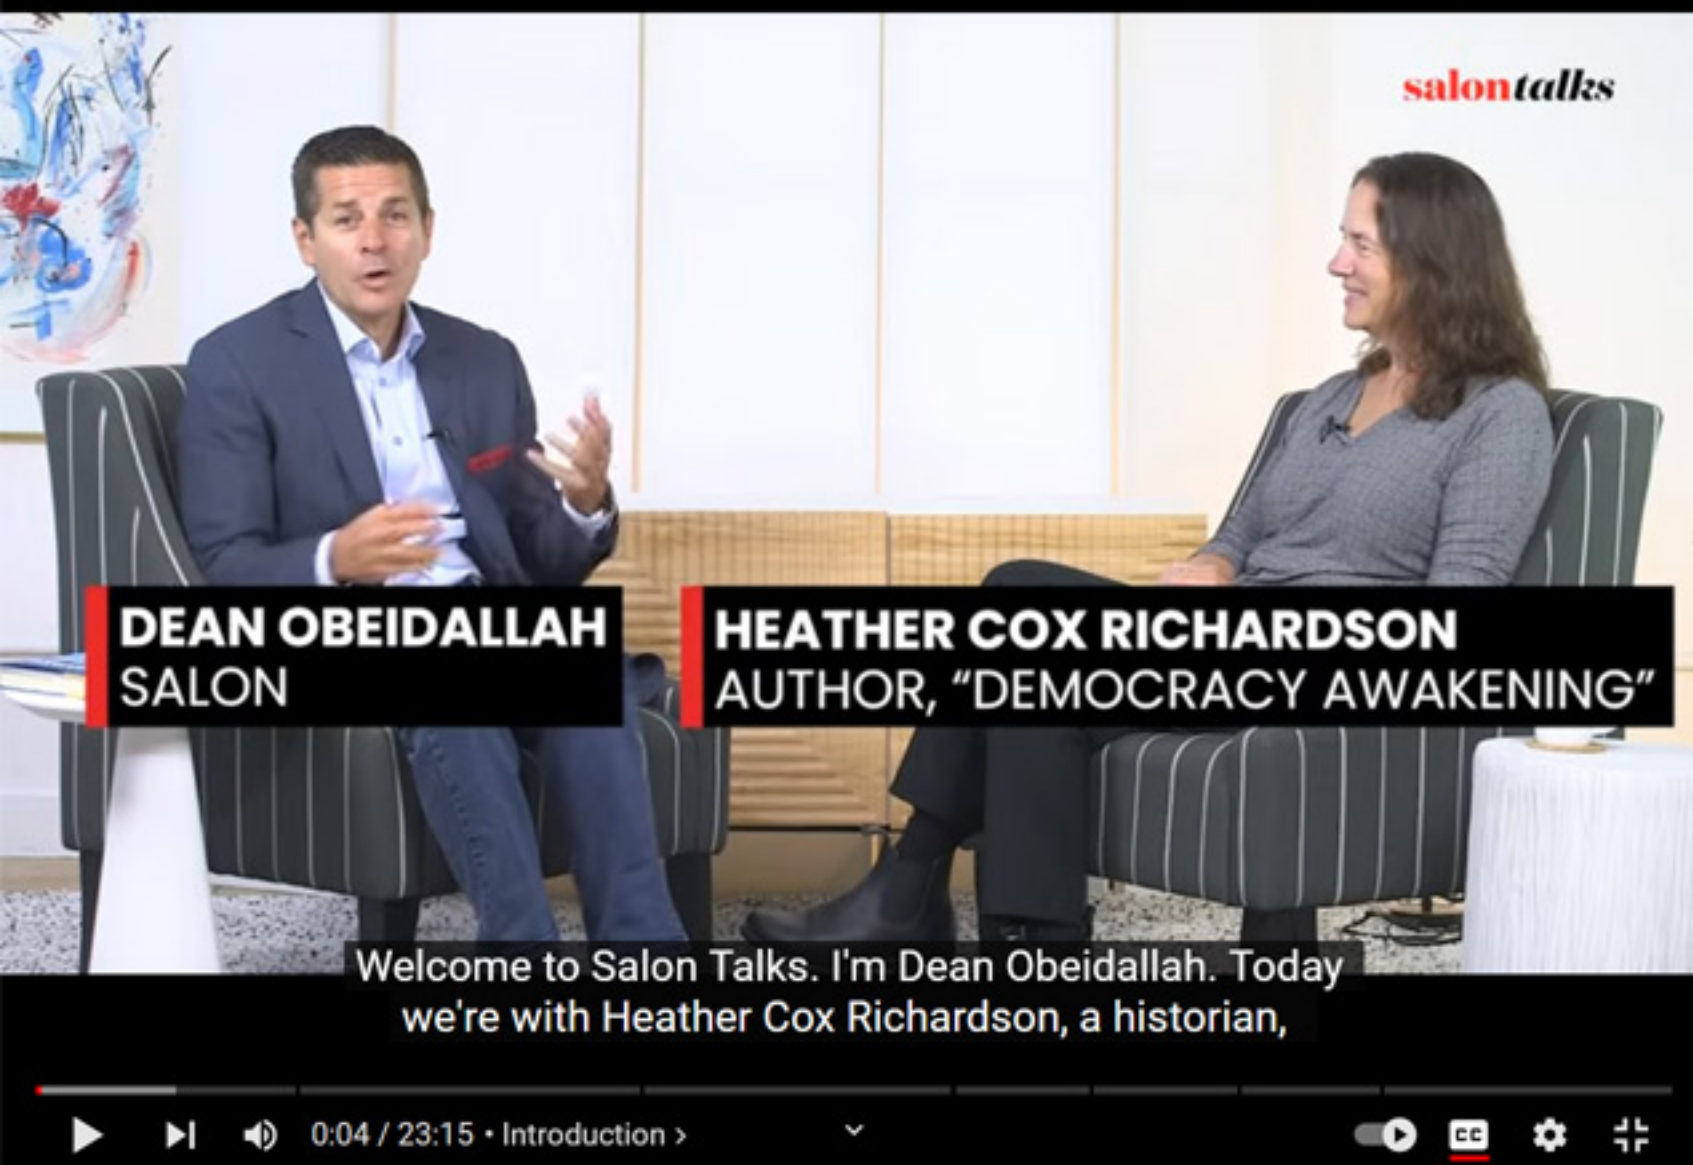 salontalks
DEAN OBEIDALLAH
SALON
HEATHER COX RICHARDSON
AUTHOR, “DEMOCRACY AWAKENING”
Welcome to Salon Talks. I'm Dean Obeidallah. Today
we're with Heather Cox Richardson, a historian,
0:04 / 23:15 • Introduction >
CC